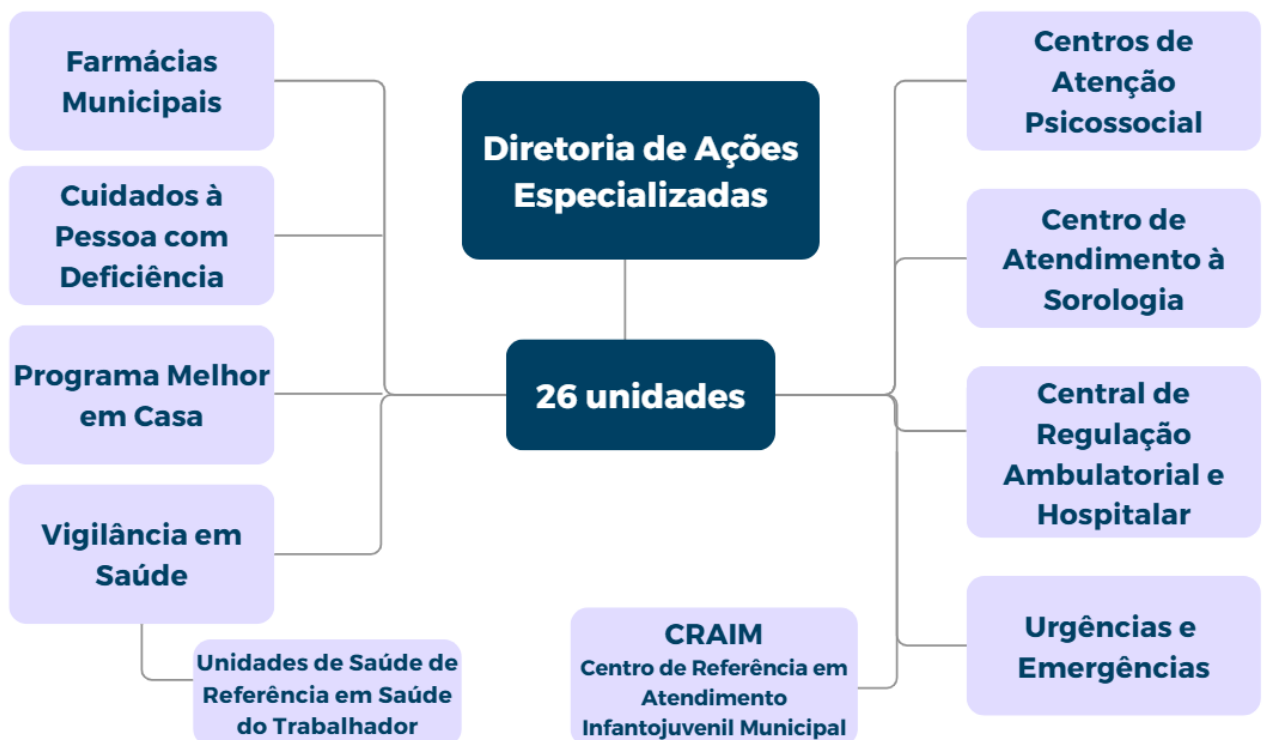 Diretoria de Ações
Especializadas
26 unidades
Farmácias
Municipais
Cuidados à
Pessoa com
Deficiência
Programa Melhor
em Casa
Vigilância em
Saúde
Unidades de Saúde de
Referência em Saúde
do Trabalhador
Centros de
Atenção
Psicossocial
Centro de
Atendimento à
Sorologia
Central de
Regulação
Ambulatorial e
Hospitalar
Urgências e
Emergências
CRAIM
Centro de Referência em
Atendimento
Infantojuvenil Municipal